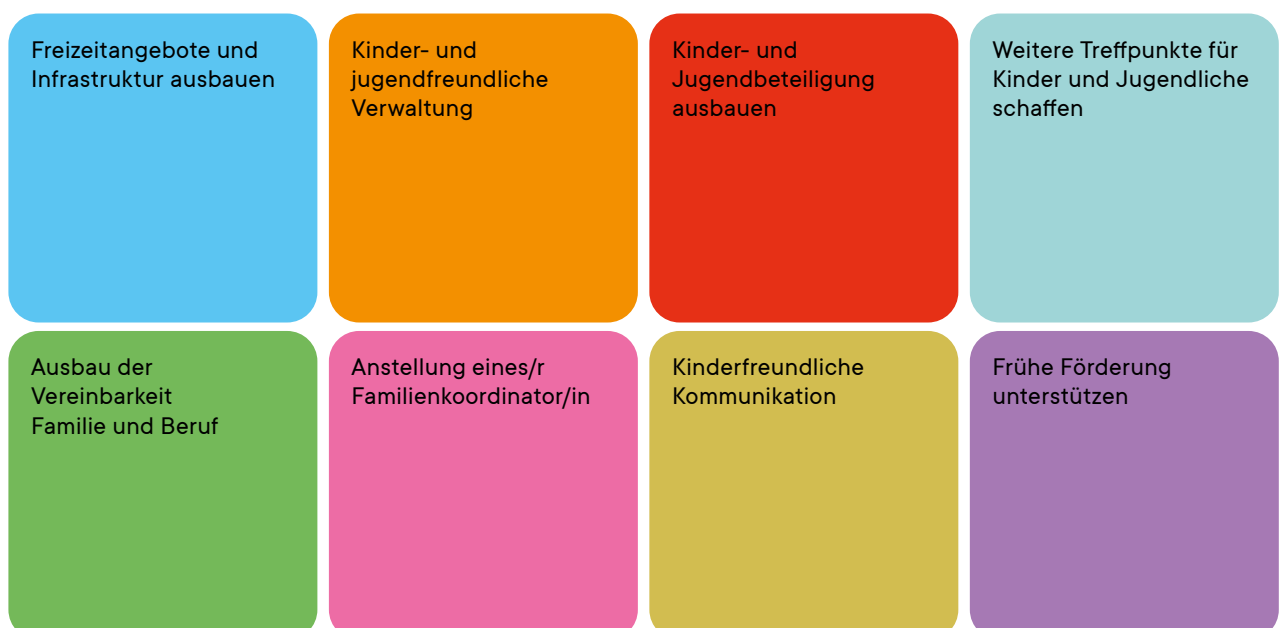 Freizeitangebote und
Infrastruktur ausbauen
Kinder- und
jugendfreundliche
Verwaltung
Kinder- und
Jugendbeteiligung
ausbauen
Weitere Treffpunkte für
Kinder und Jugendliche
schaffen
Ausbau der
Vereinbarkeit
Familie und Beruf
Anstellung eines/r
Familienkoordinator/in
Kinderfreundliche
Kommunikation
Frühe Förderung
unterstützen